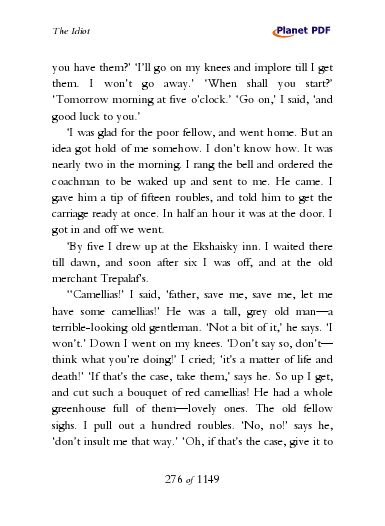 The Idiot
Planet PDF
you have them?' 'I'll go on my knees and implore till I get
them. I won't go away.' 'When shall you start?'
'Tomorrow morning at five o'clock.' 'Go on,' I said, 'and
good luck to you.'
'I was glad for the poor fellow, and went home. But an
idea got hold of me somehow. I don't know how. It was
nearly two in the morning. I rang the bell and ordered the
coachman to be waked up and sent to me. He came. I
gave him a tip of fifteen roubles, and told him to get the
carriage ready at once. In half an hour it was at the door. I
got in and off we went.
'By five I drew up at the Ekshaisky inn. I waited there
till dawn, and soon after six I was off, and at the old
merchant Trepalaf's.
''Camellias!' I said, 'father, save me, save me, let me
have some camellias!' He was a tall, grey old man—a
terrible-looking old gentleman. 'Not a bit of it,' he says. 'I
won't.' Down I went on my knees. 'Don't say so, don't—
think what you're doing!' I cried; 'it's a matter of life and
death!' 'If that's the case, take them,' says he. So up I get,
and cut such a bouquet of red camellias! He had a whole
greenhouse full of them—lovely ones. The old fellow
sighs. I pull out a hundred roubles. 'No, no!' says he,
'don't insult me that way.' 'Oh, if that's the case, give it to
276 of 1149